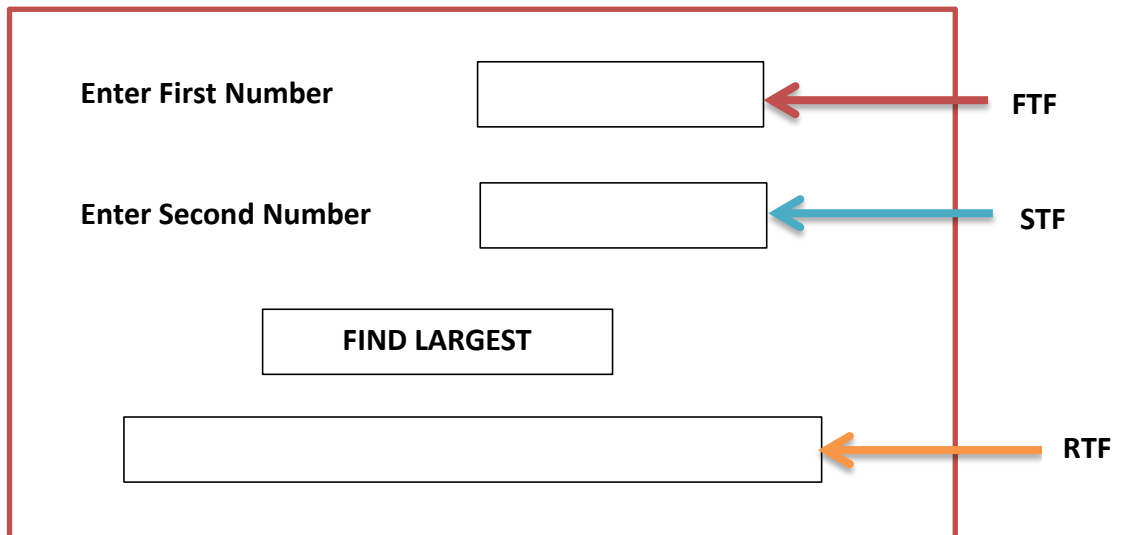 Enter First Number
FTF
Enter Second Number
STF
FIND LARGEST
RTF